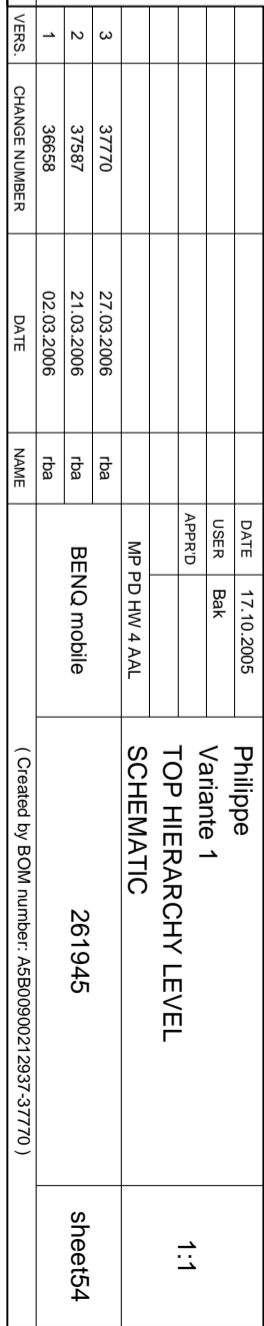 DATE 17.10.2005
USER Bak
APPR'D
MP PD HW 4 AAL
Philippe
Variante 1
TOP HIERARCHY LEVEL
SCHEMATIC
1:1
3 37770 27.03.2006 rba
2 37587 21.03.2006 rba
1 36658 02.03.2006 rba
BENQ mobile
261945
sheet54
VERS. CHANGE NUMBER DATE NAME
( Created by BOM number: A5B00900212937-37770 )